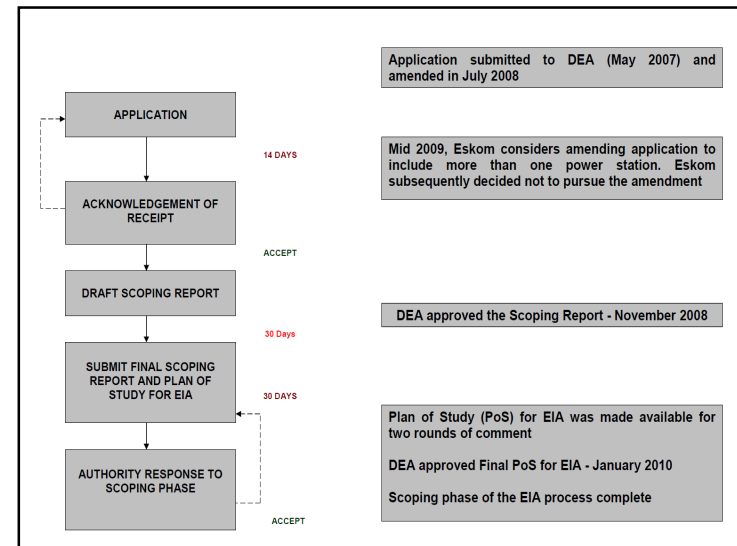 APPLICATION
14 DAYS
ACKNOWLEDGEMENT OF
RECEIPT
ACCEPT
DRAFT SCOPING REPORT
30 Days
SUBMIT FINAL SCOPING
REPORT AND PLAN OF
STUDY FOR EIA
30 DAYS
AUTHORITY RESPONSE TO
SCOPING PHASE
ACCEPT
Application submitted to DEA (May 2007) and
amended in July 2008
Mid 2009, Eskom considers amending application to
include more than one power station. Eskom
subsequently decided not to pursue the amendment
DEA approved the Scoping Report - November 2008
Plan of Study (PoS) for EIA was made available for
two rounds of comment
DEA approved Final PoS for EIA - January 2010
Scoping phase of the EIA process complete